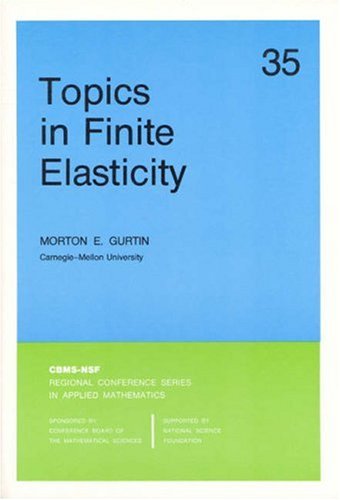 35
Topics
in Finite
Elasticity
MORTON E. GURTIN
Carnegie–Mellon University
CBMS-NSF
REGIONAL CONFERENCE SERIES
IN APPLIED MATHEMATICS
SPONSORED BY
CONFERENCE BOARD OF
THE MATHEMATICAL SCIENCES
SUPPORTED BY
NATIONAL SCIENCE
FOUNDATION